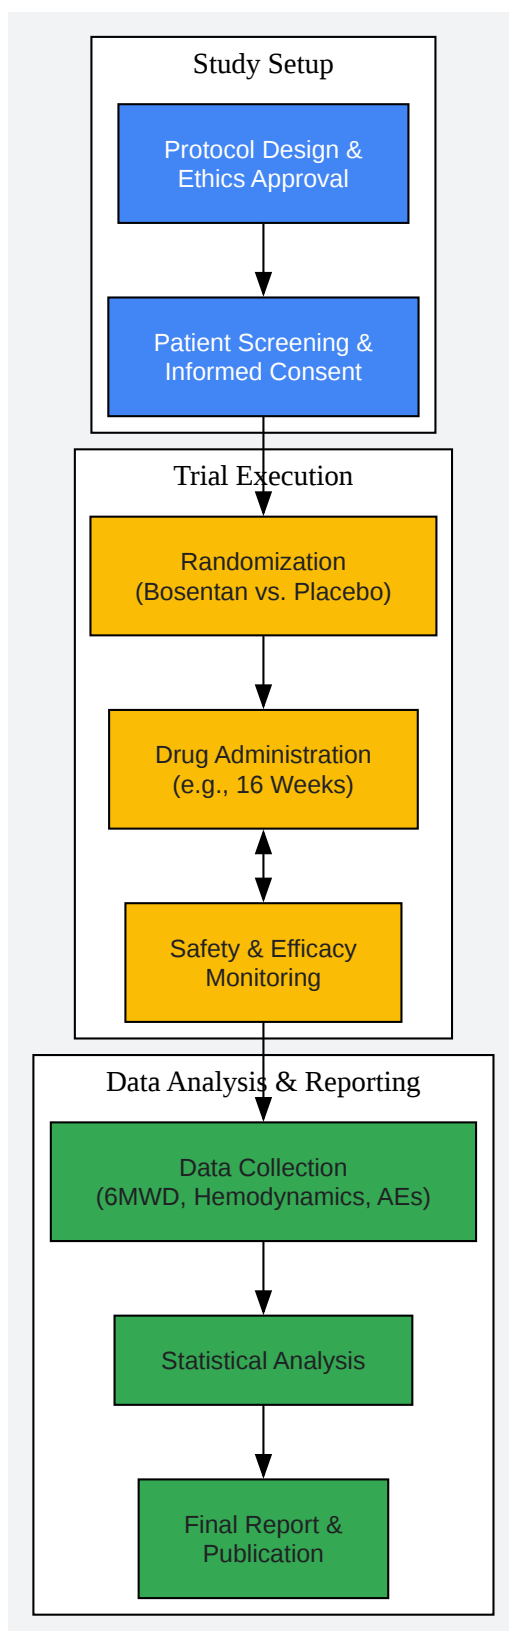 Study Setup
Protocol Design &
Ethics Approval
Patient Screening &
Informed Consent
Trial Execution
Randomization
(Bosentan vs. Placebo)
Drug Administration
(e.g., 16 Weeks)
Safety & Efficacy
Monitoring
Data Analysis & Reporting
Data Collection
(6MWD, Hemodynamics, AEs)
Statistical Analysis
Final Report &
Publication